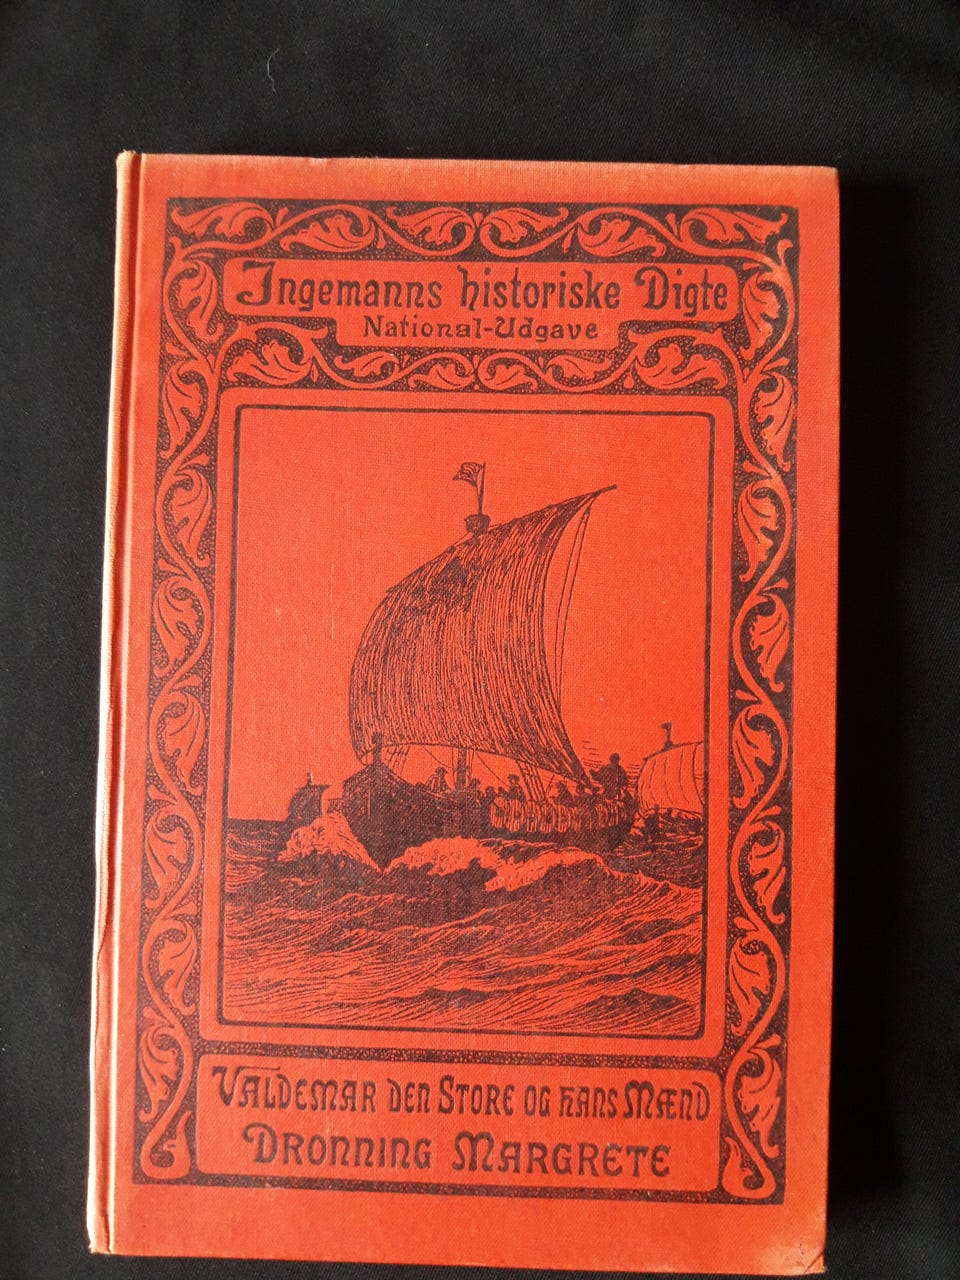 Ingemanns historiske Digte
National-Udgave
VALDEMAR DEN STORE OG HANS MÆND
DRONNING MARGRETE